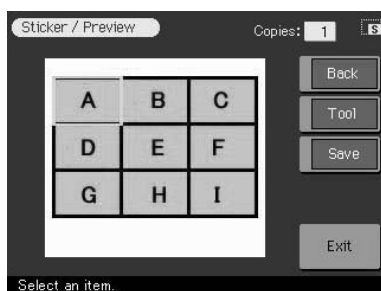 Sticker / Preview Copies: 1 S
Back
A B C
Tool
D E F
Save
G H I
Exit
Select an item.